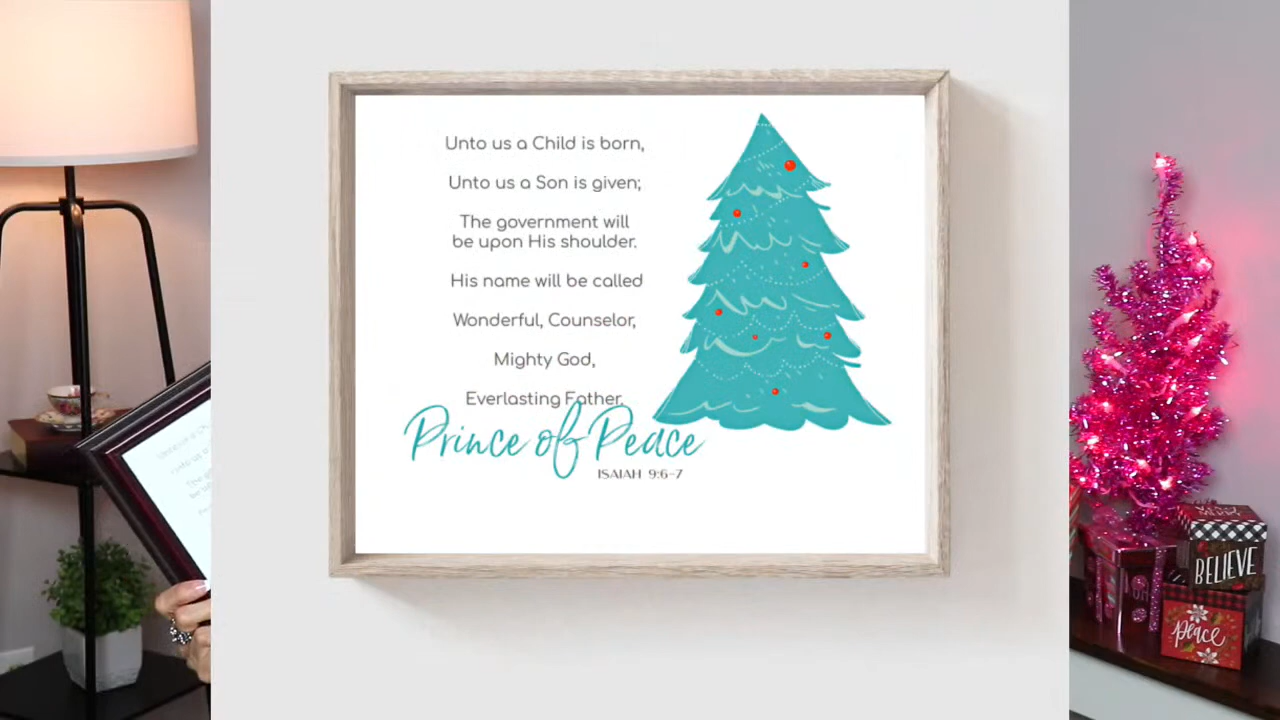 Unto us a Child is born,
Unto us a Son is given;
The government will
be upon His shoulder.
His name will be called
Wonderful, Counselor,
Mighty God,
Everlasting Father,
Prince of Peace
ISAIAH 9:6-7
BELIEVE
peace